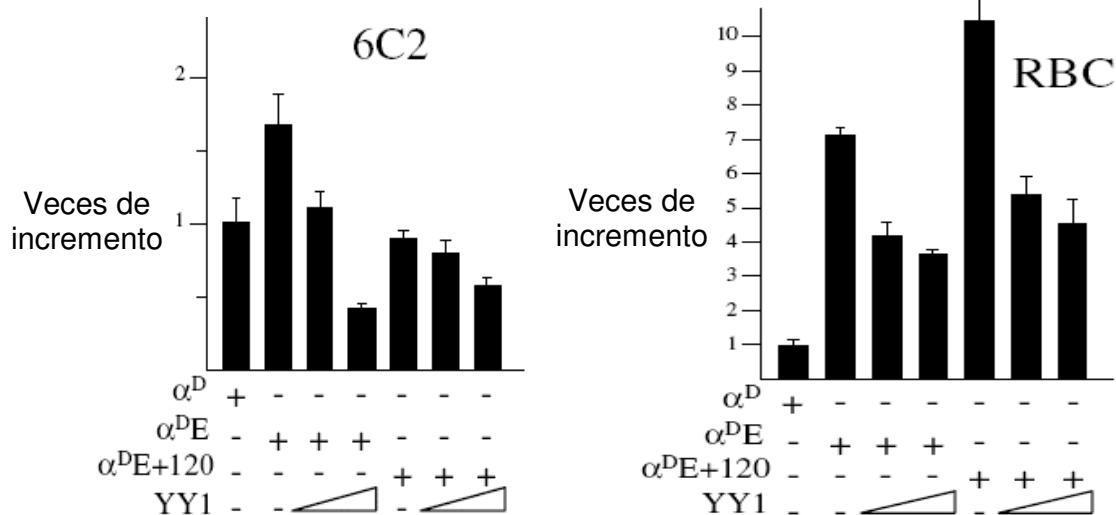 6C2
2
1
Veces de
incremento
α^D + - - - - - -
α^DE - + + + - - -
α^DE+120 - - - - + + +
YY1 - - -
RBC
10
9
8
7
6
5
4
3
2
1
Veces de
incremento
α^D + - - - - - -
α^DE - + + + - - -
α^DE+120 - - - - + + +
YY1 - - -